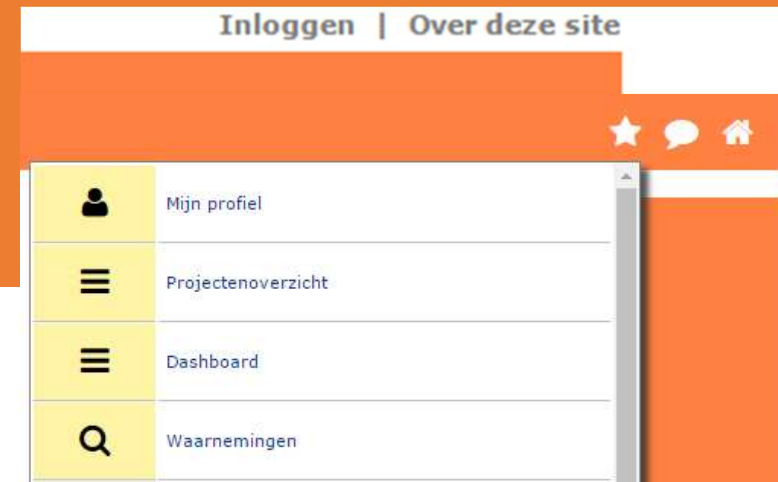 Inloggen | Over deze site
Mijn profiel
Projectenoverzicht
Dashboard
Waarnemingen